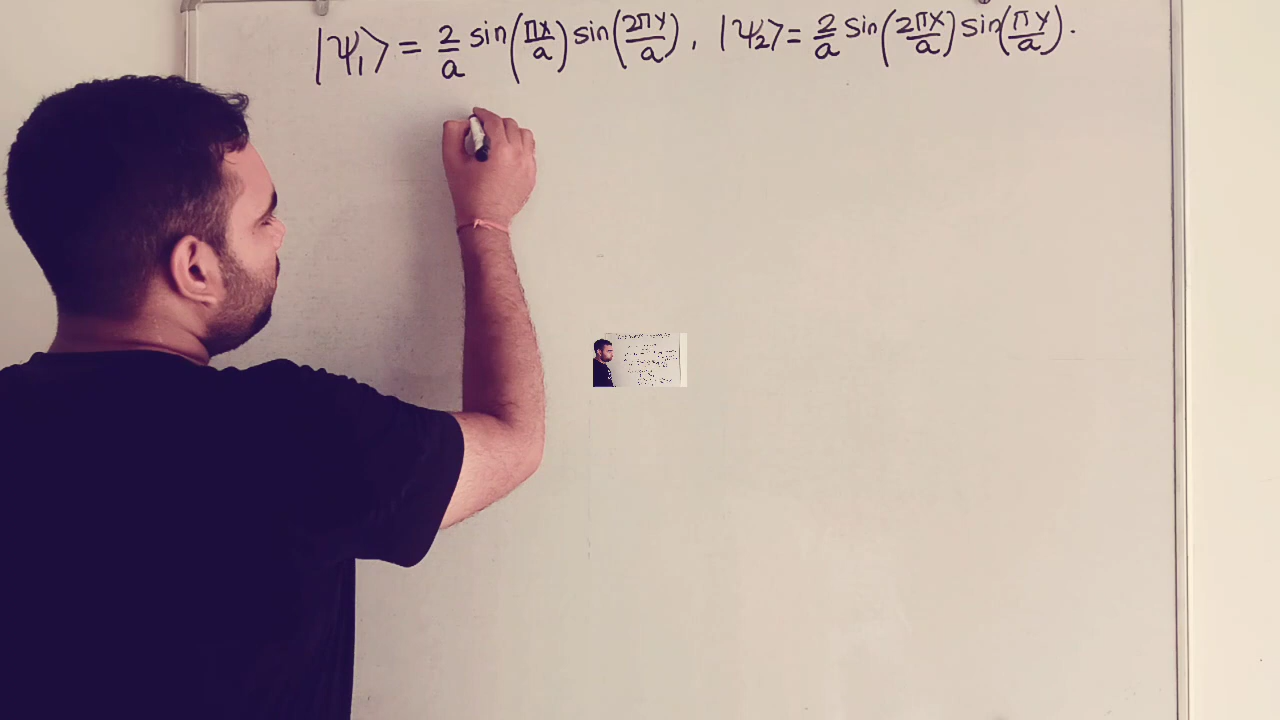 |ψ₁⟩ = 2/a sin(πx/a) sin(2πy/a), |ψ₂⟩ = 2/a sin(2πx/a) sin(πy/a).